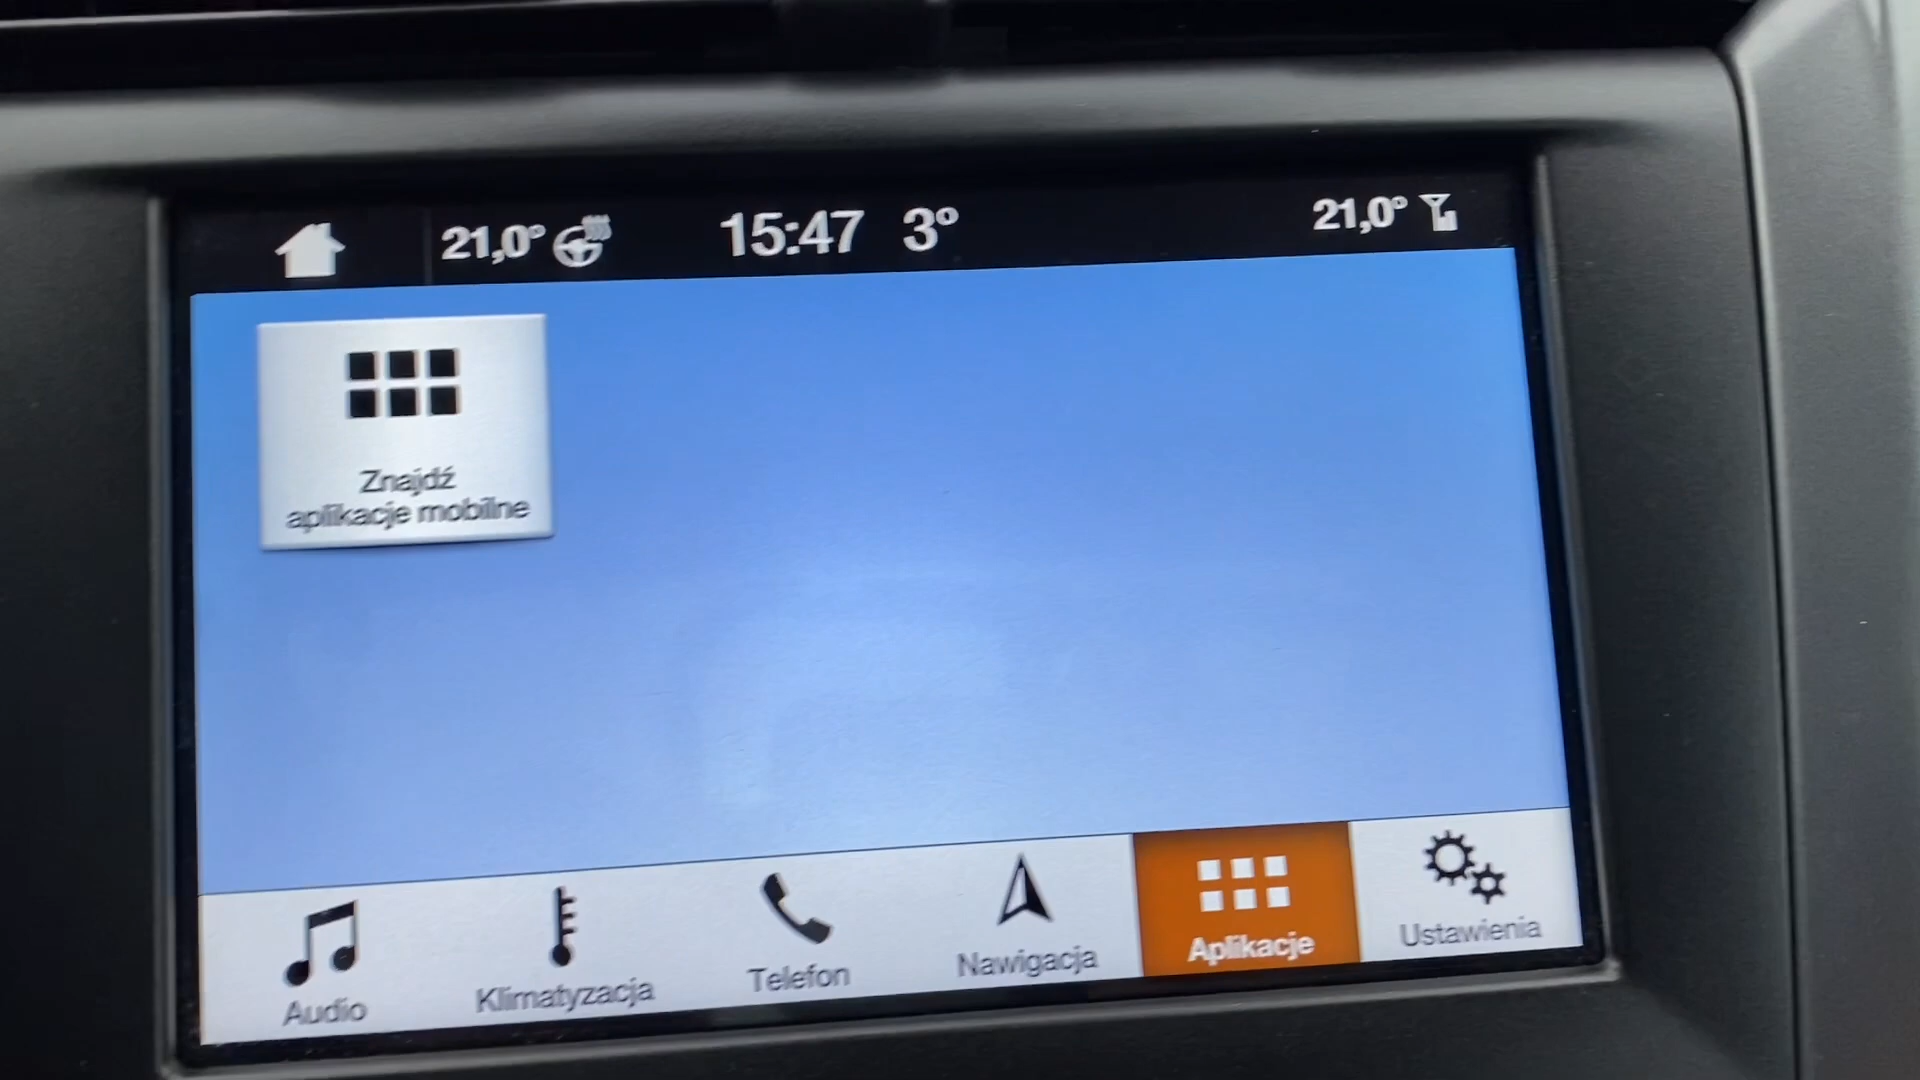 21,0° 15:47 3° 21,0°
Znajdź
aplikacje mobilne
Audio Klimatyzacja Telefon Nawigacja Aplikacje Ustawienia